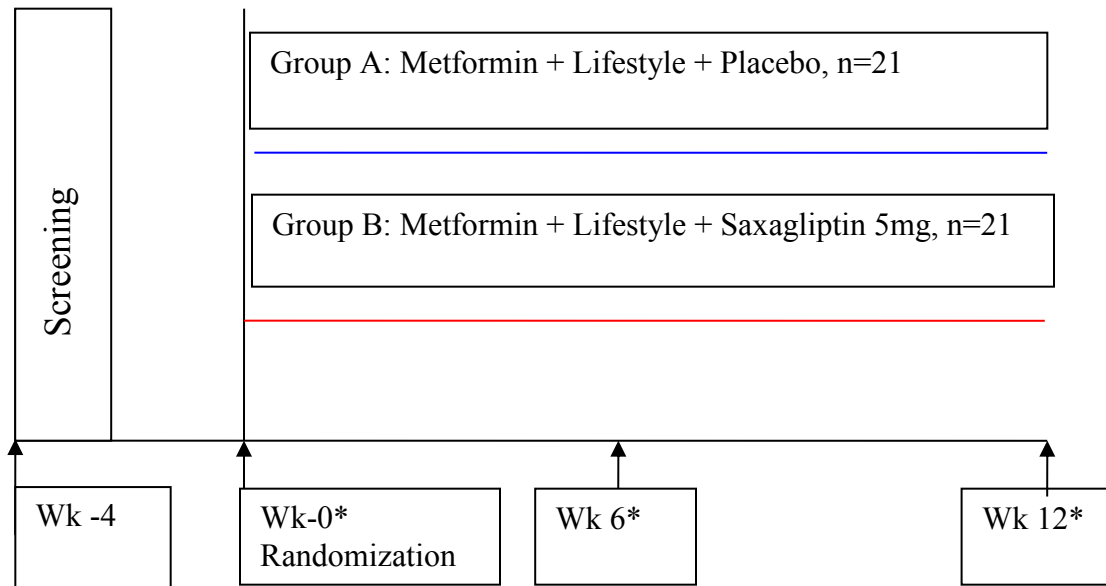 Group A: Metformin + Lifestyle + Placebo, n=21
Screening
Group B: Metformin + Lifestyle + Saxagliptin 5mg, n=21
Wk -4
Wk-0*
Randomization
Wk 6*
Wk 12*